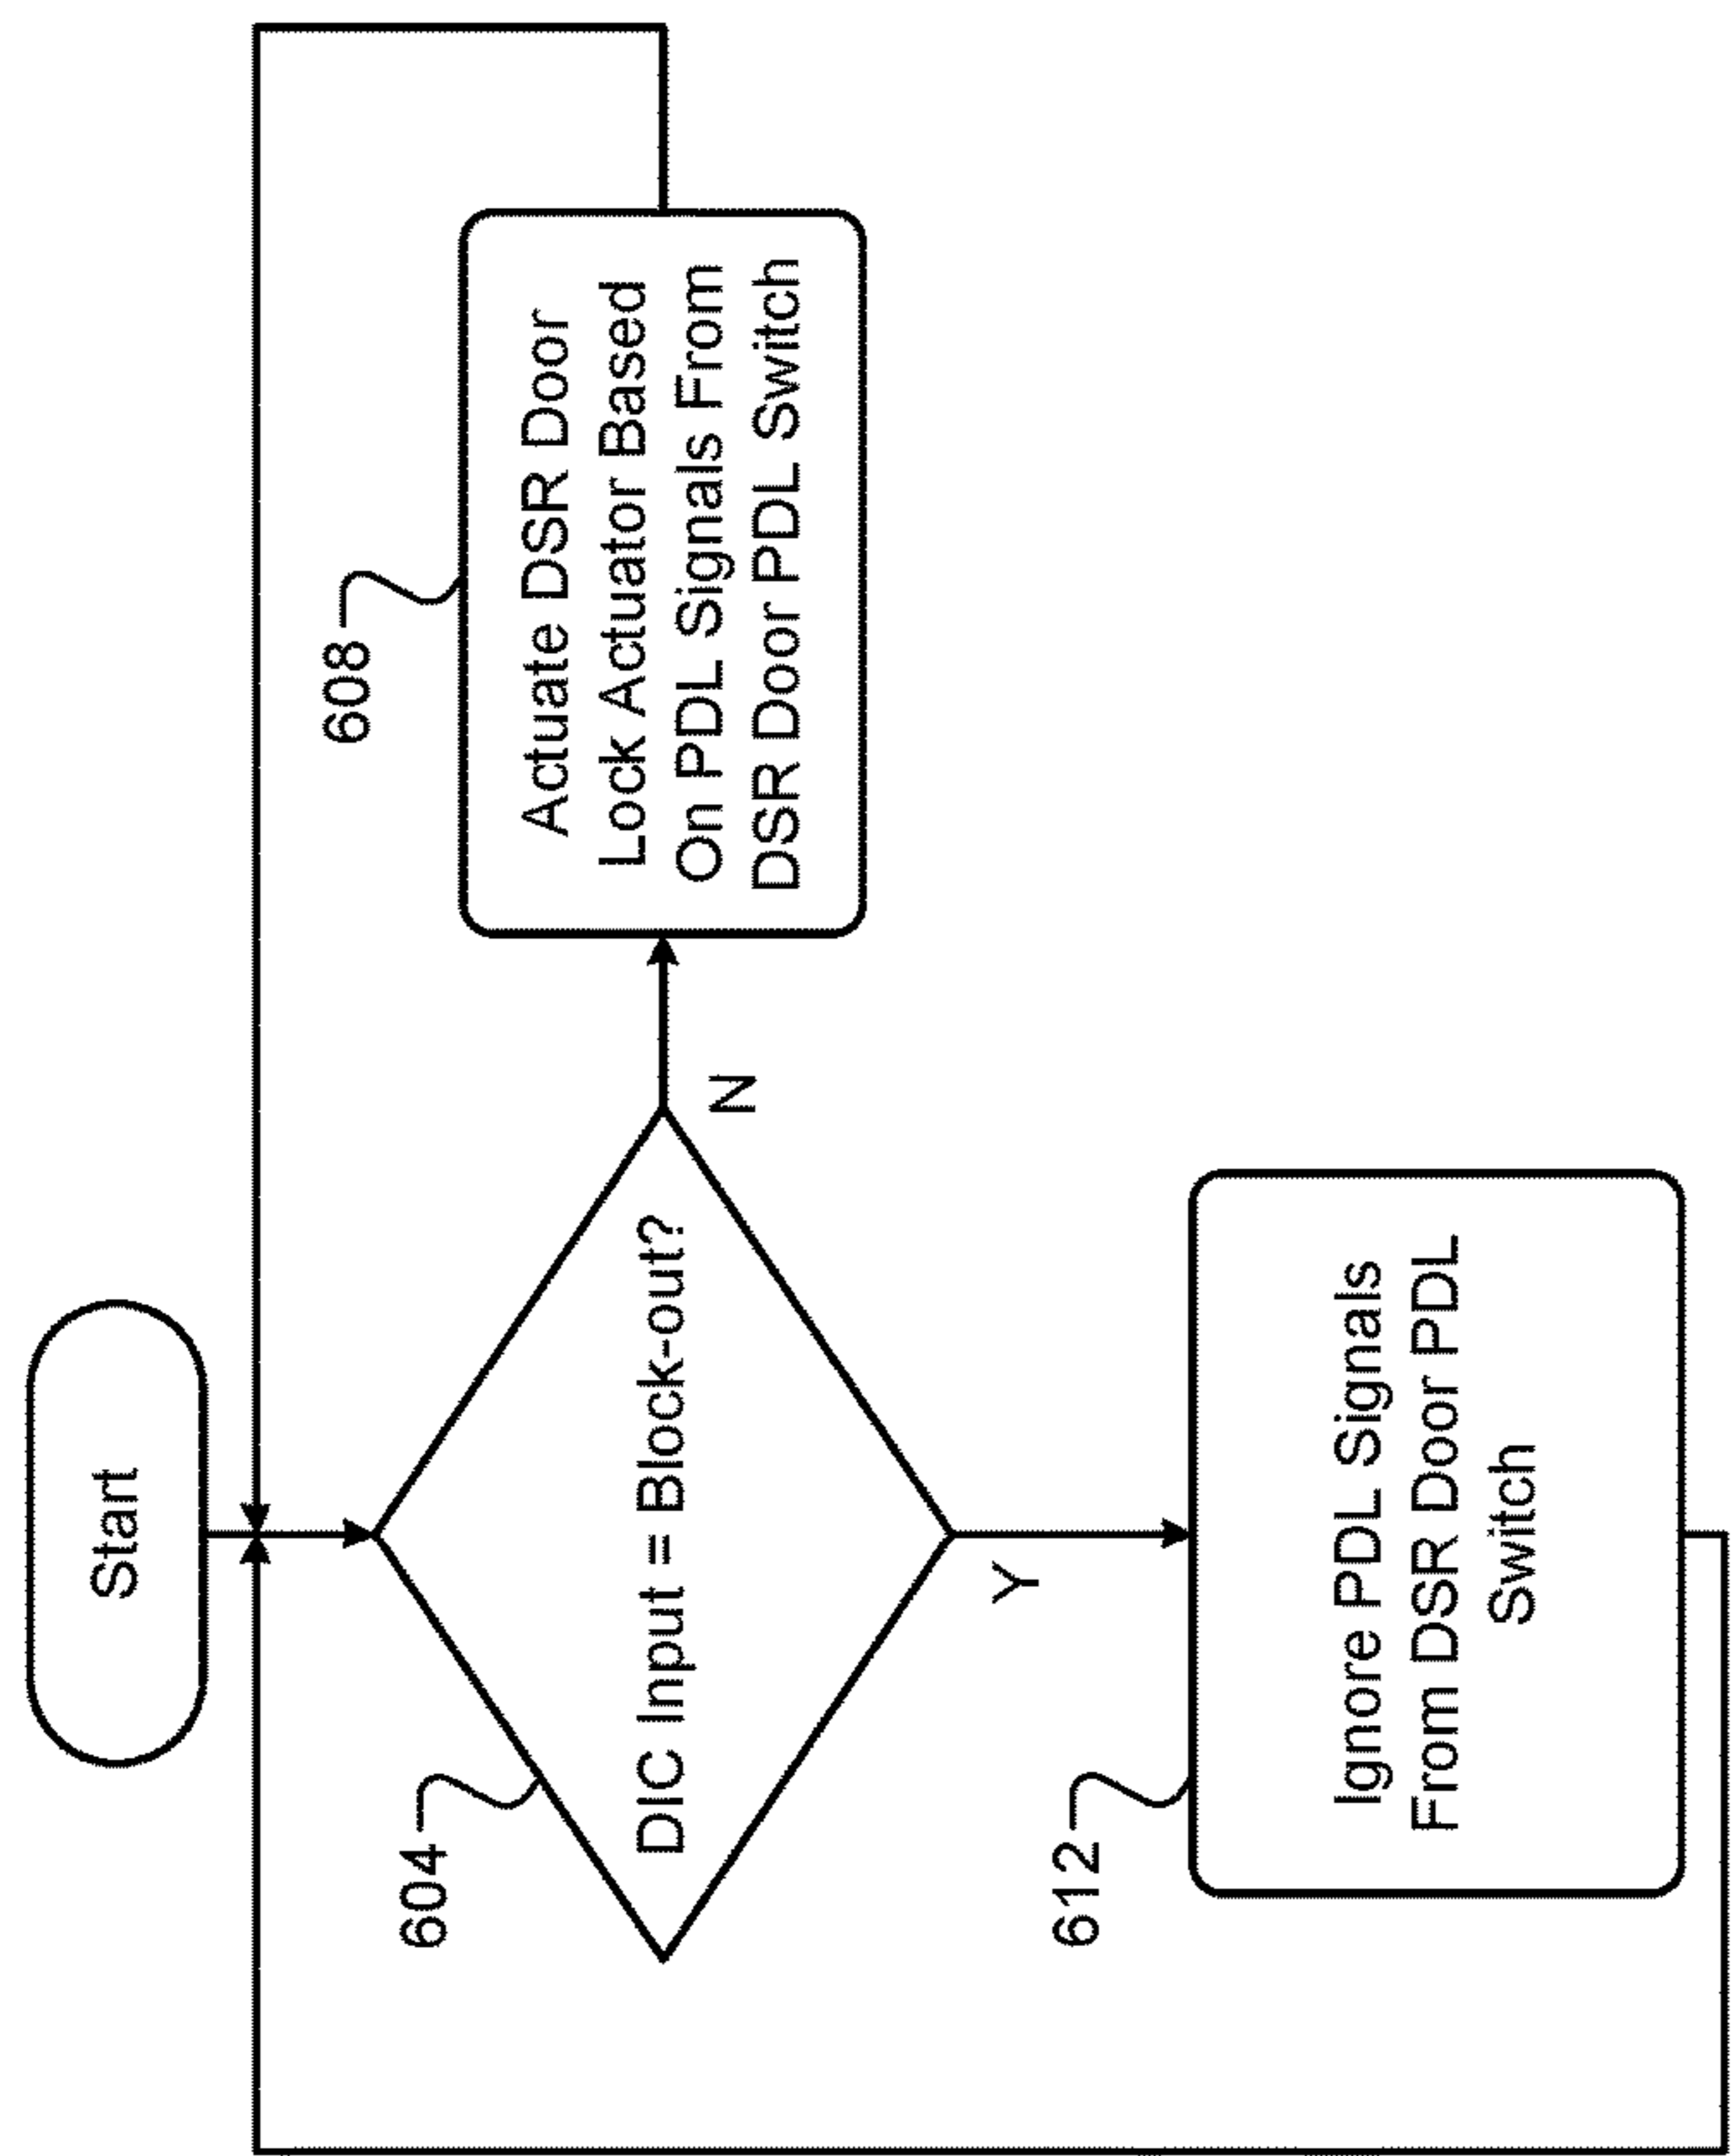 Start
604
DIC Input = Block-out?
N
Y
608
Actuate DSR Door
Lock Actuator Based
On PDL Signals From
DSR Door PDL Switch
612
Ignore PDL Signals
From DSR Door PDL
Switch